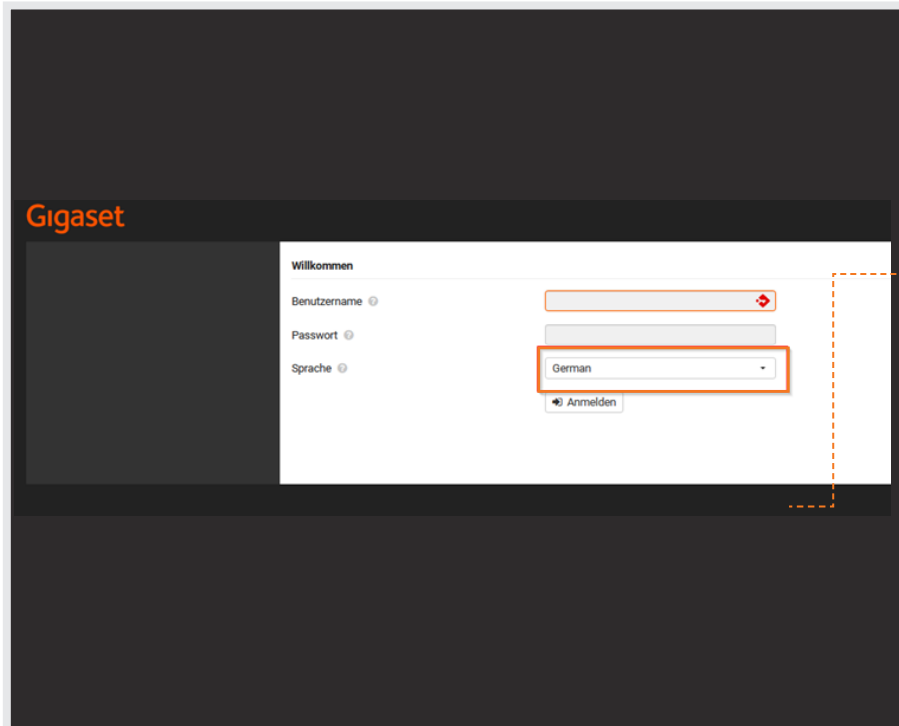 Gigaset
Willkommen
Benutzername
Passwort
Sprache
German
Anmelden